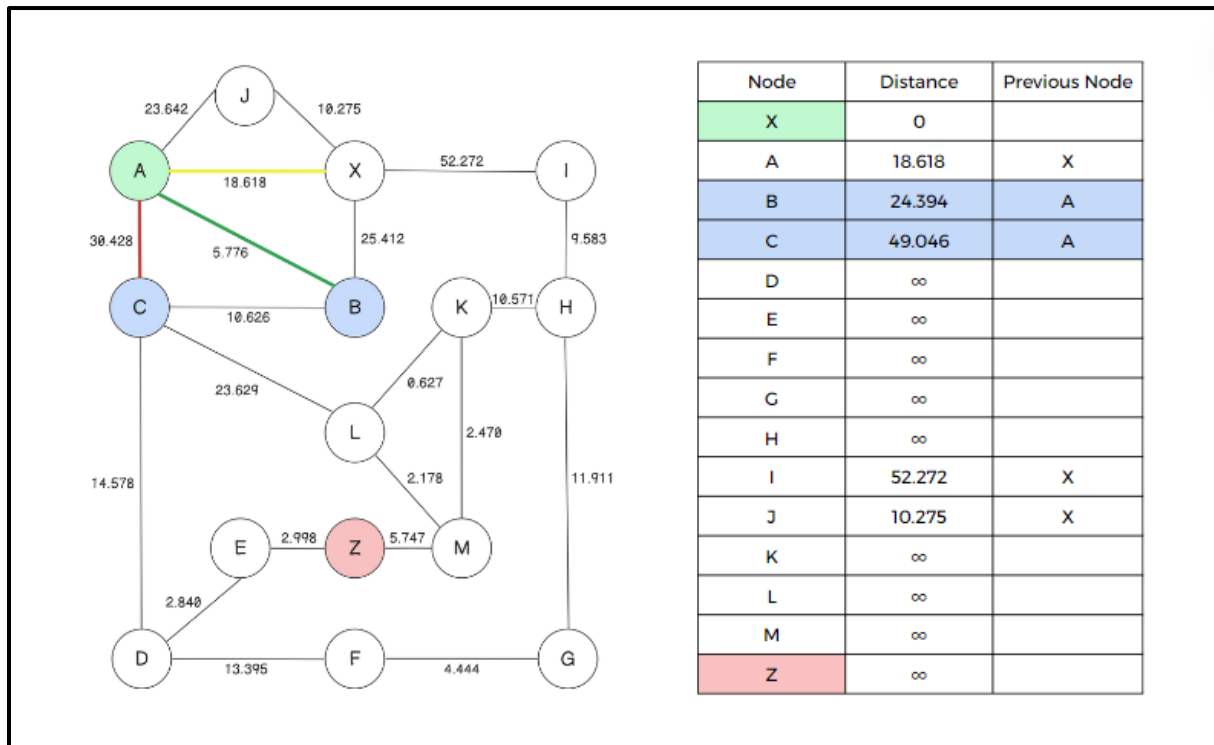 J
23.642
10.275
A
X
I
52.272
18.618
30.428
5.776
25.412
9.583
C
B
K
H
10.571
10.626
23.629
0.627
L
2.470
14.578
2.178
11.911
E
2.998
Z
5.747
M
2.840
D
F
G
13.395
4.444
Node Distance Previous Node
X 0
A 18.618 X
B 24.394 A
C 49.046 A
D ∞
E ∞
F ∞
G ∞
H ∞
I 52.272 X
J 10.275 X
K ∞
L ∞
M ∞
Z ∞